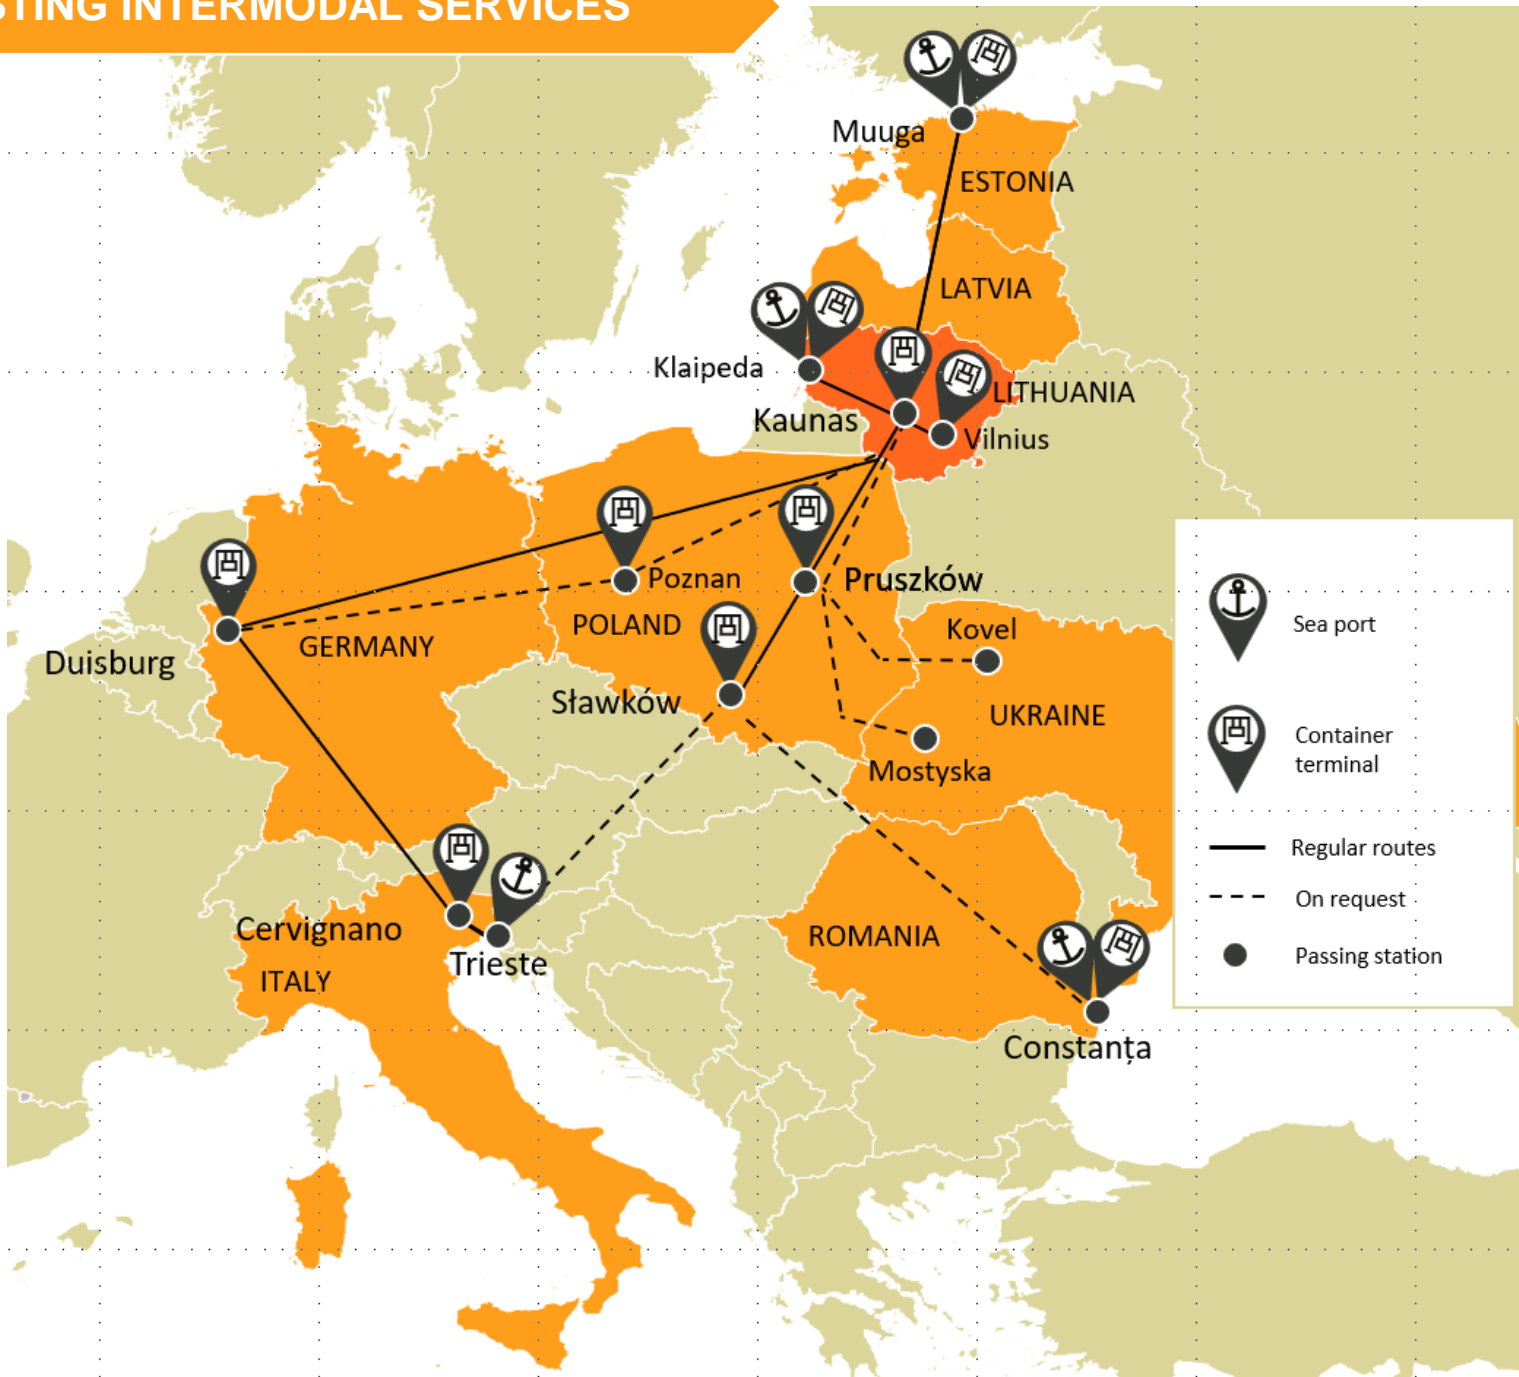 STING INTERMODAL SERVICES
Muuga
ESTONIA
LATVIA
Klaipeda
LITHUANIA
Kaunas
Vilnius
Poznan
Pruszków
POLAND
Kovel
GERMANY
Duisburg
Sławków
UKRAINE
Mostyska
Cervignano
ROMANIA
Trieste
ITALY
Constanța
Sea port
Container
terminal
Regular routes
On request
Passing station